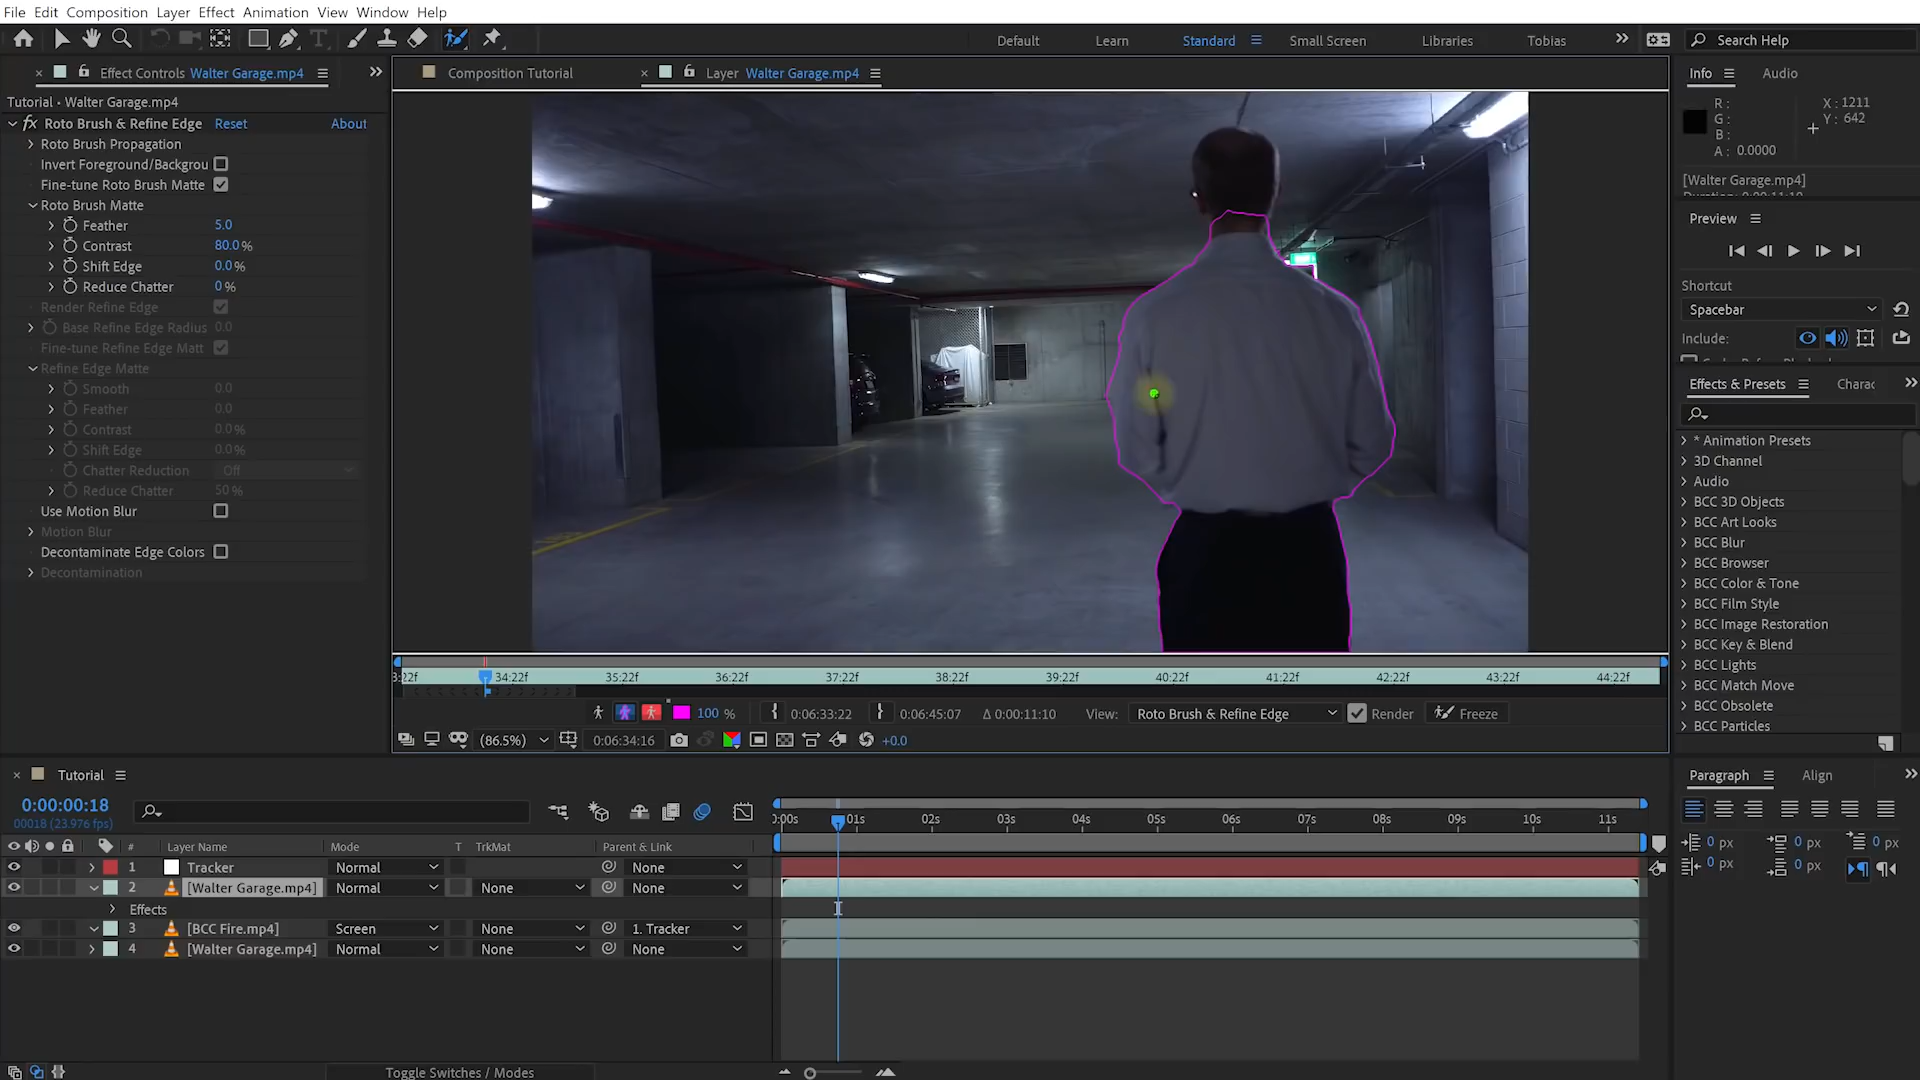 File Edit Composition Layer Effect Animation View Window Help
Default Learn Standard Small Screen Libraries Tobias Search Help
Effect Controls Walter Garage.mp4
Tutorial • Walter Garage.mp4
fx Roto Brush & Refine Edge Reset About
Roto Brush Propagation
Invert Foreground/Backgrou
Fine-tune Roto Brush Matte
Roto Brush Matte
Feather 5.0
Contrast 80.0 %
Shift Edge 0.0 %
Reduce Chatter 0 %
Render Refine Edge
Base Refine Edge Radius 0.0
Fine-tune Refine Edge Matt
Refine Edge Matte
Smooth 0.0
Feather 0.0
Contrast 0.0 %
Shift Edge 0.0 %
Chatter Reduction Off
Reduce Chatter 50 %
Use Motion Blur
Motion Blur
Decontaminate Edge Colors
Decontamination
Composition Tutorial
Layer Walter Garage.mp4
3:22f 34:22f 35:22f 36:22f 37:22f 38:22f 39:22f 40:22f 41:22f 42:22f 43:22f 44:22f
100 % 0:06:33:22 0:06:45:07 Δ 0:00:11:10 View: Roto Brush & Refine Edge Render Freeze
(86.5%) 0:06:34:16 +0.0
Info Audio
R: X : 1211
G: Y : 642
B:
A : 0.0000
[Walter Garage.mp4]
Preview
Shortcut
Spacebar
Include:
Effects & Presets Charac
* Animation Presets
3D Channel
Audio
BCC 3D Objects
BCC Art Looks
BCC Blur
BCC Browser
BCC Color & Tone
BCC Film Style
BCC Image Restoration
BCC Key & Blend
BCC Lights
BCC Match Move
BCC Obsolete
BCC Particles
Tutorial
0:00:00:18
00018 (23.976 fps)
:00s 01s 02s 03s 04s 05s 06s 07s 08s 09s 10s 11s
# Layer Name Mode T TrkMat Parent & Link
1 Tracker Normal None
2 [Walter Garage.mp4] Normal None None
Effects
3 [BCC Fire.mp4] Screen None 1. Tracker
4 [Walter Garage.mp4] Normal None None
Toggle Switches / Modes
Paragraph Align
0 px 0 px 0 px
0 px 0 px